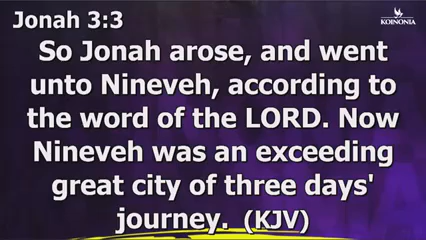 Jonah 3:3
KOINONIA
So Jonah arose, and went
unto Nineveh, according to
the word of the LORD. Now
Nineveh was an exceeding
great city of three days'
journey. (KJV)